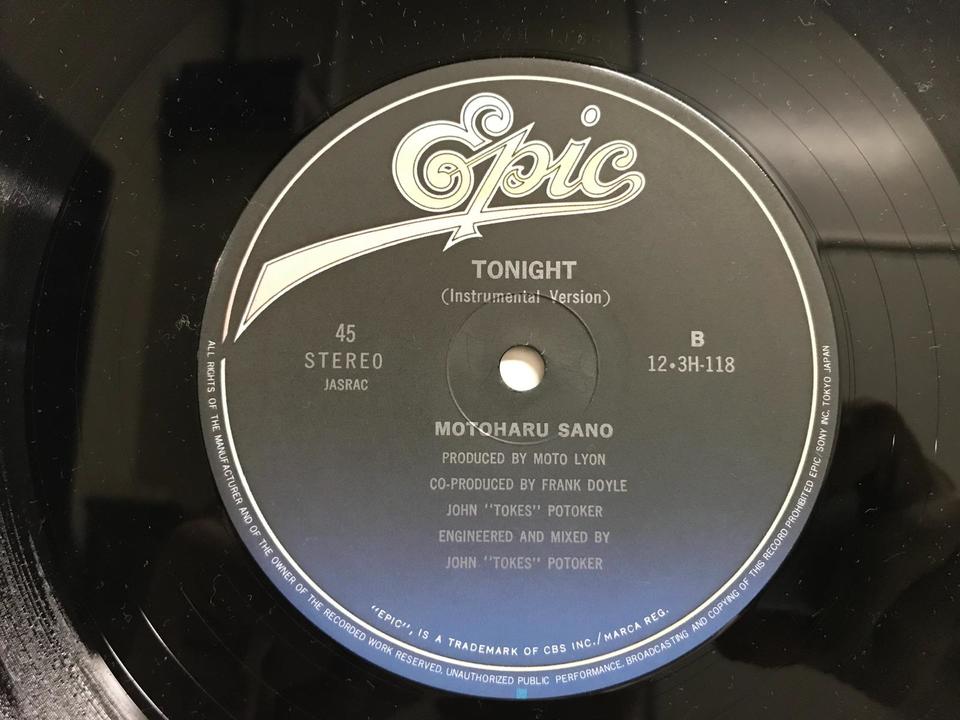 Epic
TONIGHT
(Instrumental Version)
45
STEREO
JASRAC
B
12•3H-118
MOTOHARU SANO
PRODUCED BY MOTO LYON
CO-PRODUCED BY FRANK DOYLE
JOHN "TOKES" POTOKER
ENGINEERED AND MIXED BY
JOHN "TOKES" POTOKER
"EPIC", IS A TRADEMARK OF CBS INC./MARCA REG.
ALL RIGHTS OF THE MANUFACTURER AND OF THE OWNER OF THE RECORDED WORK RESERVED. UNAUTHORIZED PUBLIC PERFORMANCE. BROADCASTING AND COPYING OF THIS RECORD PROHIBITED EPIC/SONY INC. TOKYO JAPAN